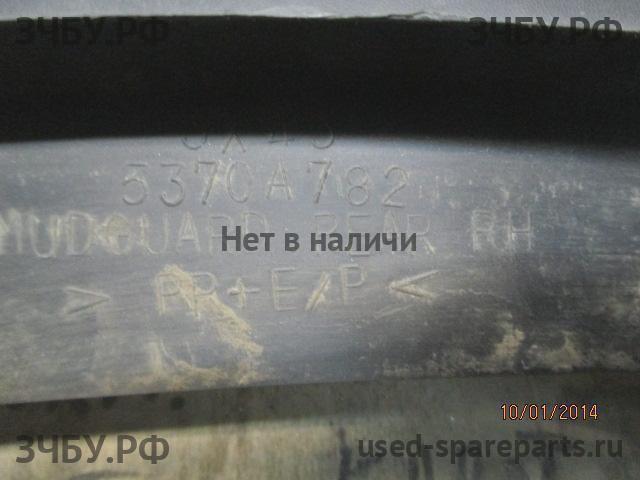 ЗЧБУ.РФ
ЗЧБУ.РФ
5370A782
MUDGUARD REAR RH
Нет в наличи
> PP+E/P <
10/01/2014
ЗЧБУ.РФ
used-spareparts.ru